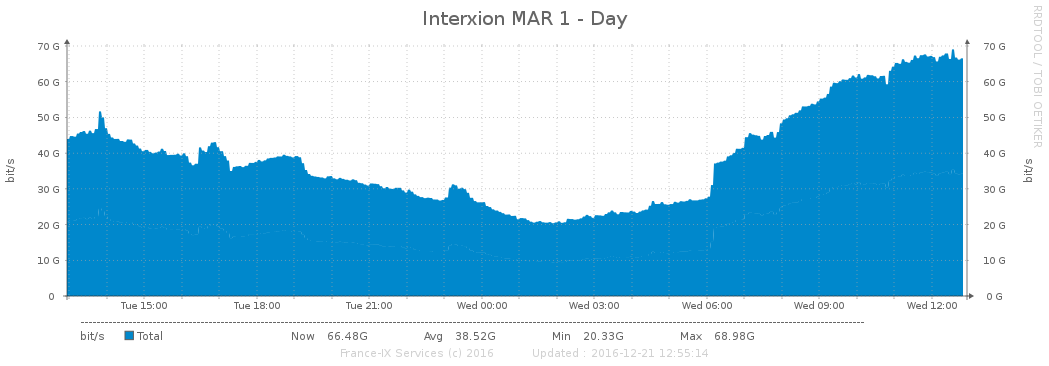 Interxion MAR 1 - Day
RRDTOOL / TOBI OETIKER
bit/s
70 G 70 G
60 G 60 G
50 G 50 G
40 G 40 G
30 G 30 G
20 G 20 G
10 G 10 G
0 0 G
bit/s
Tue 15:00 Tue 18:00 Tue 21:00 Wed 00:00 Wed 03:00 Wed 06:00 Wed 09:00 Wed 12:00
bit/s Total Now 66.48G Avg 38.52G Min 20.33G Max 68.98G
France-IX Services (c) 2016 Updated : 2016-12-21 12:55:14